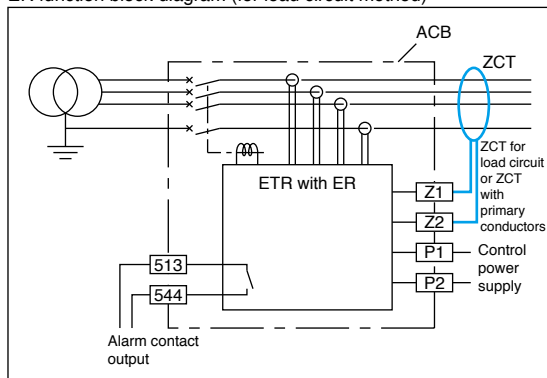 ER function block diagram (for load circuit method)
ACB
ZCT
ZCT for
load circuit
or ZCT
with
primary
conductors
ETR with ER
Z1
Z2
P1
P2
Control
power
supply
513
544
Alarm contact
output